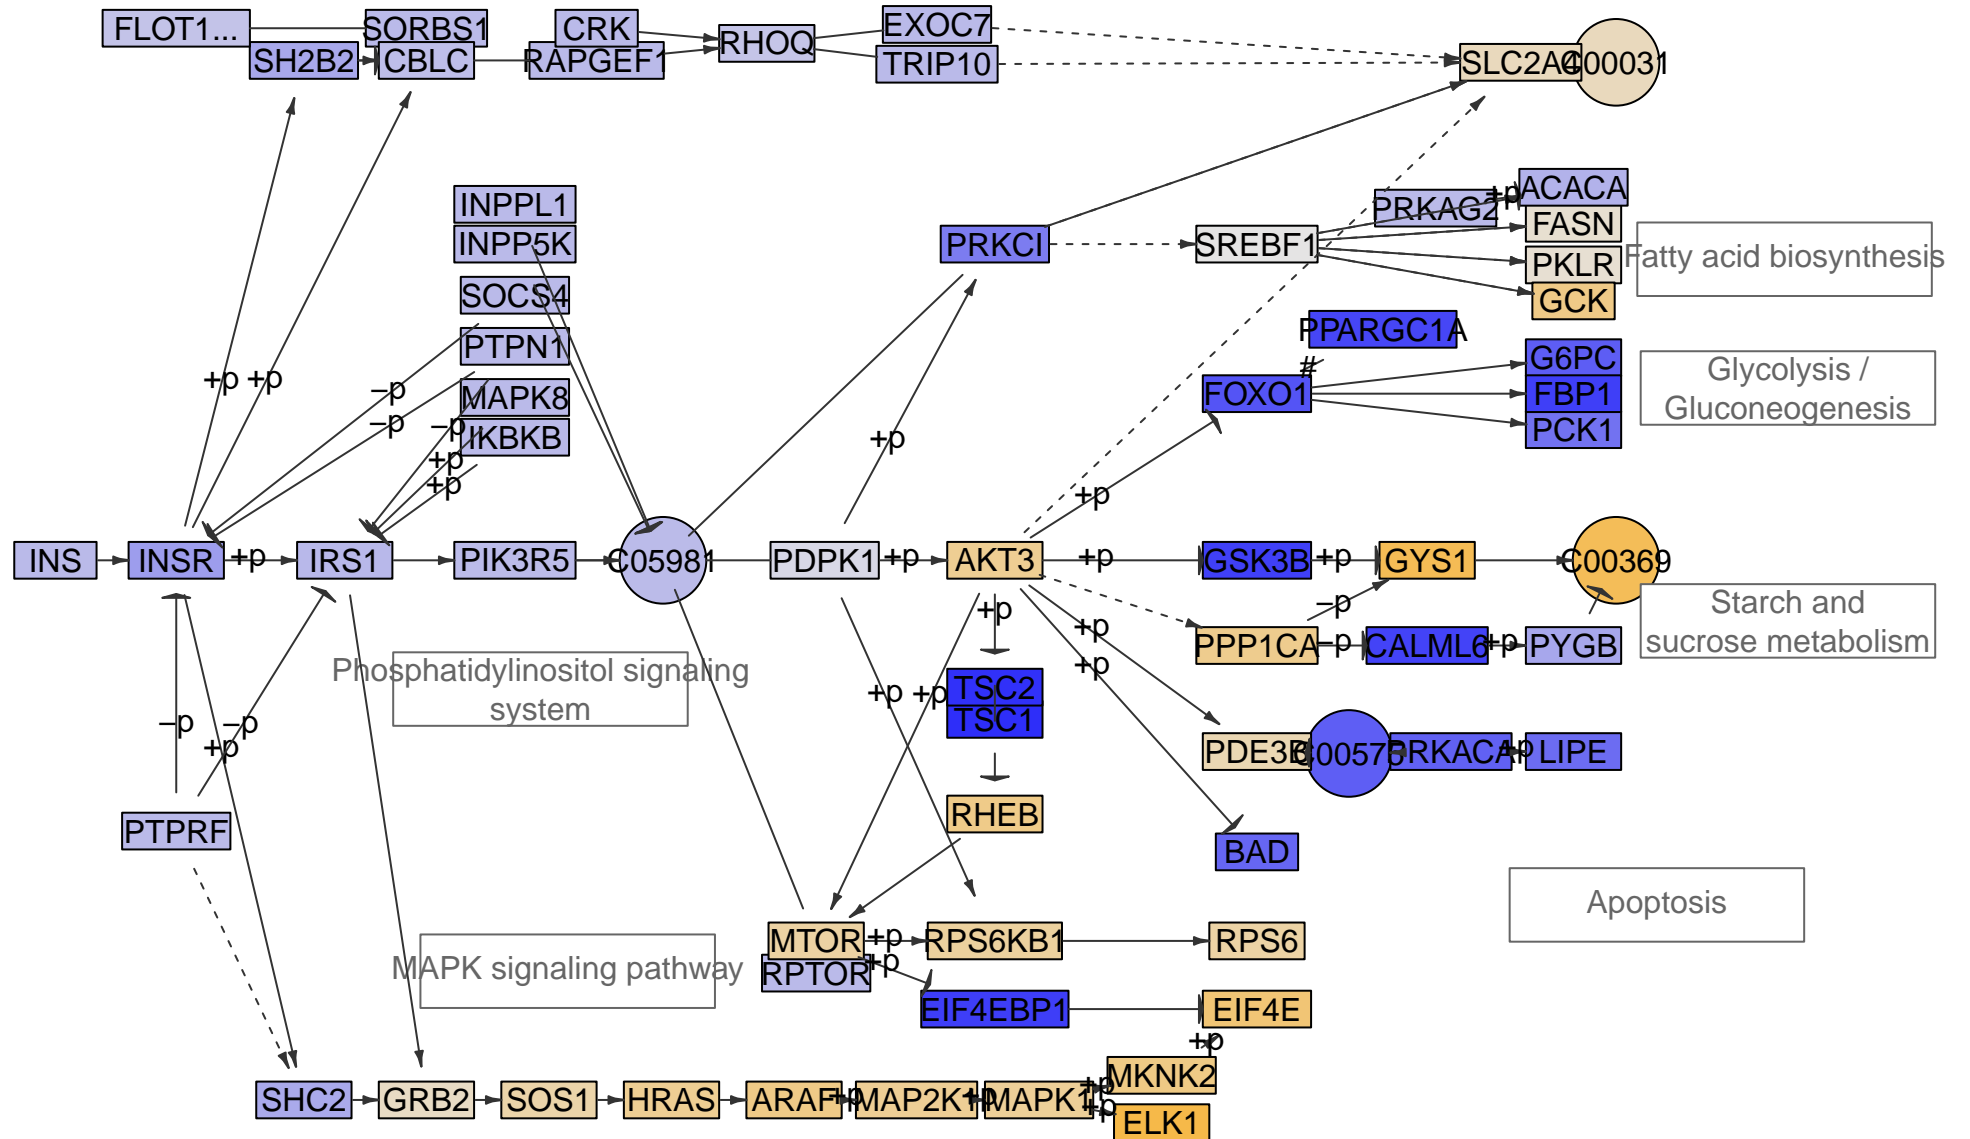 FLOT1...
SORBS1
CRK
EXOC7
RHOQ
SH2B2
CBLC
RAPGEF1
TRIP10
SLC2A4
C00031
INPPL1
INPP5K
SOCS4
PTPN1
MAPK8
IKBKB
PRKCI
SREBF1
PRKAG2
+p
ACACA
FASN
PKLR
GCK
Fatty acid biosynthesis
PPARGC1A
#
FOXO1
G6PC
FBP1
PCK1
Glycolysis /
Gluconeogenesis
+p
+p
−p
−p
−p
+p
+p
+p
+p
INS
INSR
+p
IRS1
PIK3R5
C05981
PDPK1
+p
AKT3
+p
GSK3B
+p
GYS1
C00369
−p
Starch and
sucrose metabolism
+p
+p
PPP1CA
−p
CALML6
+p
PYGB
+p
Phosphatidylinositol signaling
system
+p
+p
TSC2
TSC1
−p
−p
+p
PDE3B
C00575
PRKACA
+p
LIPE
PTPRF
RHEB
BAD
Apoptosis
MTOR
+p
RPS6KB1
RPS6
MAPK signaling pathway
RPTOR
+p
EIF4EBP1
EIF4E
+p
SHC2
GRB2
SOS1
HRAS
ARAF
+p
MAP2K1
+p
MAPK1
+p
+p
MKNK2
ELK1